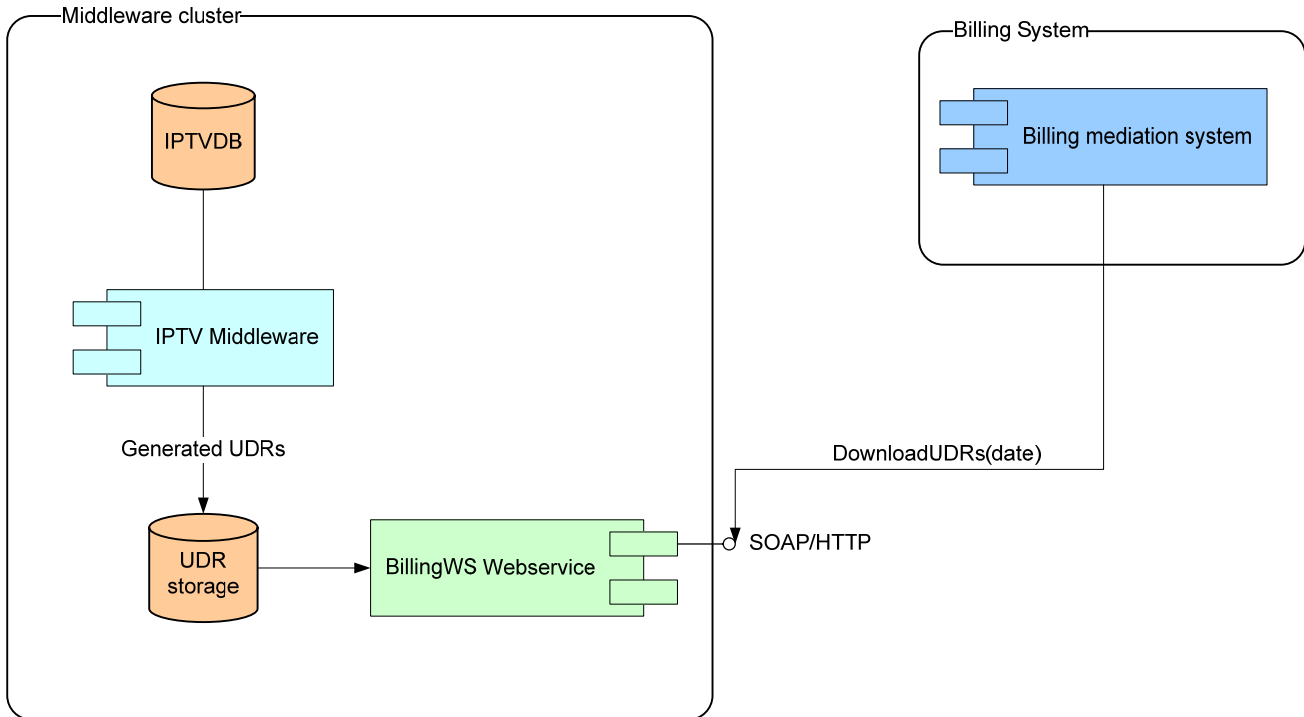 Middleware cluster
Billing System
IPTVDB
Billing mediation system
IPTV Middleware
Generated UDRs
DownloadUDRs(date)
SOAP/HTTP
UDR
storage
BillingWS Webservice